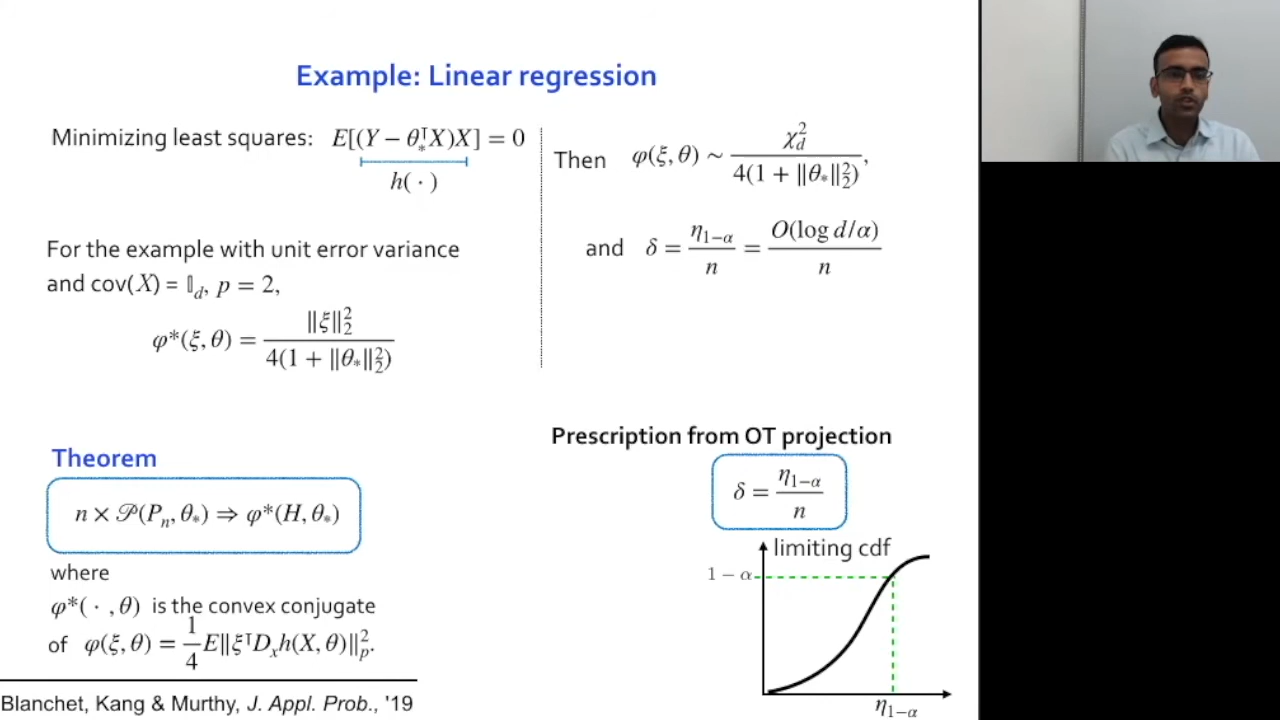 Example: Linear regression
Minimizing least squares: E[(Y − θ*ᵀX)X] = 0
h( · )
For the example with unit error variance
and cov(X) = 𝕀_d, p = 2,
φ*(ξ, θ) = ‖ξ‖₂² / 4(1 + ‖θ*‖₂²)
Then φ(ξ, θ) ~ χ_d² / 4(1 + ‖θ*‖₂²),
and δ = η_{1−α} / n = O(log d/α) / n
Theorem
n × 𝒫(P_n, θ*) ⇒ φ*(H, θ*)
where
φ*( · , θ) is the convex conjugate
of φ(ξ, θ) = 1/4 E‖ξᵀD_x h(X, θ)‖_p².
Blanchet, Kang & Murthy, J. Appl. Prob., '19
Prescription from OT projection
δ = η_{1−α} / n
limiting cdf
1 − α
η_{1−α}